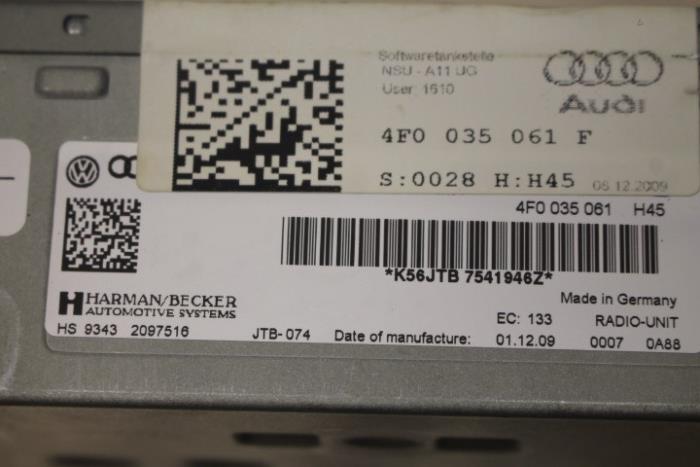 Softwaretankstelle
NSU - A11 UG
User: 1610
Audi
4F0 035 061 F
S:0028 H:H45 08.12.2009
4F0 035 061 H45
*K56JTB 7541946Z*
HARMAN/BECKER
AUTOMOTIVE SYSTEMS
Made in Germany
EC: 133 RADIO-UNIT
HS 9343 2097516 JTB-074 Date of manufacture: 01.12.09 0007 0A88